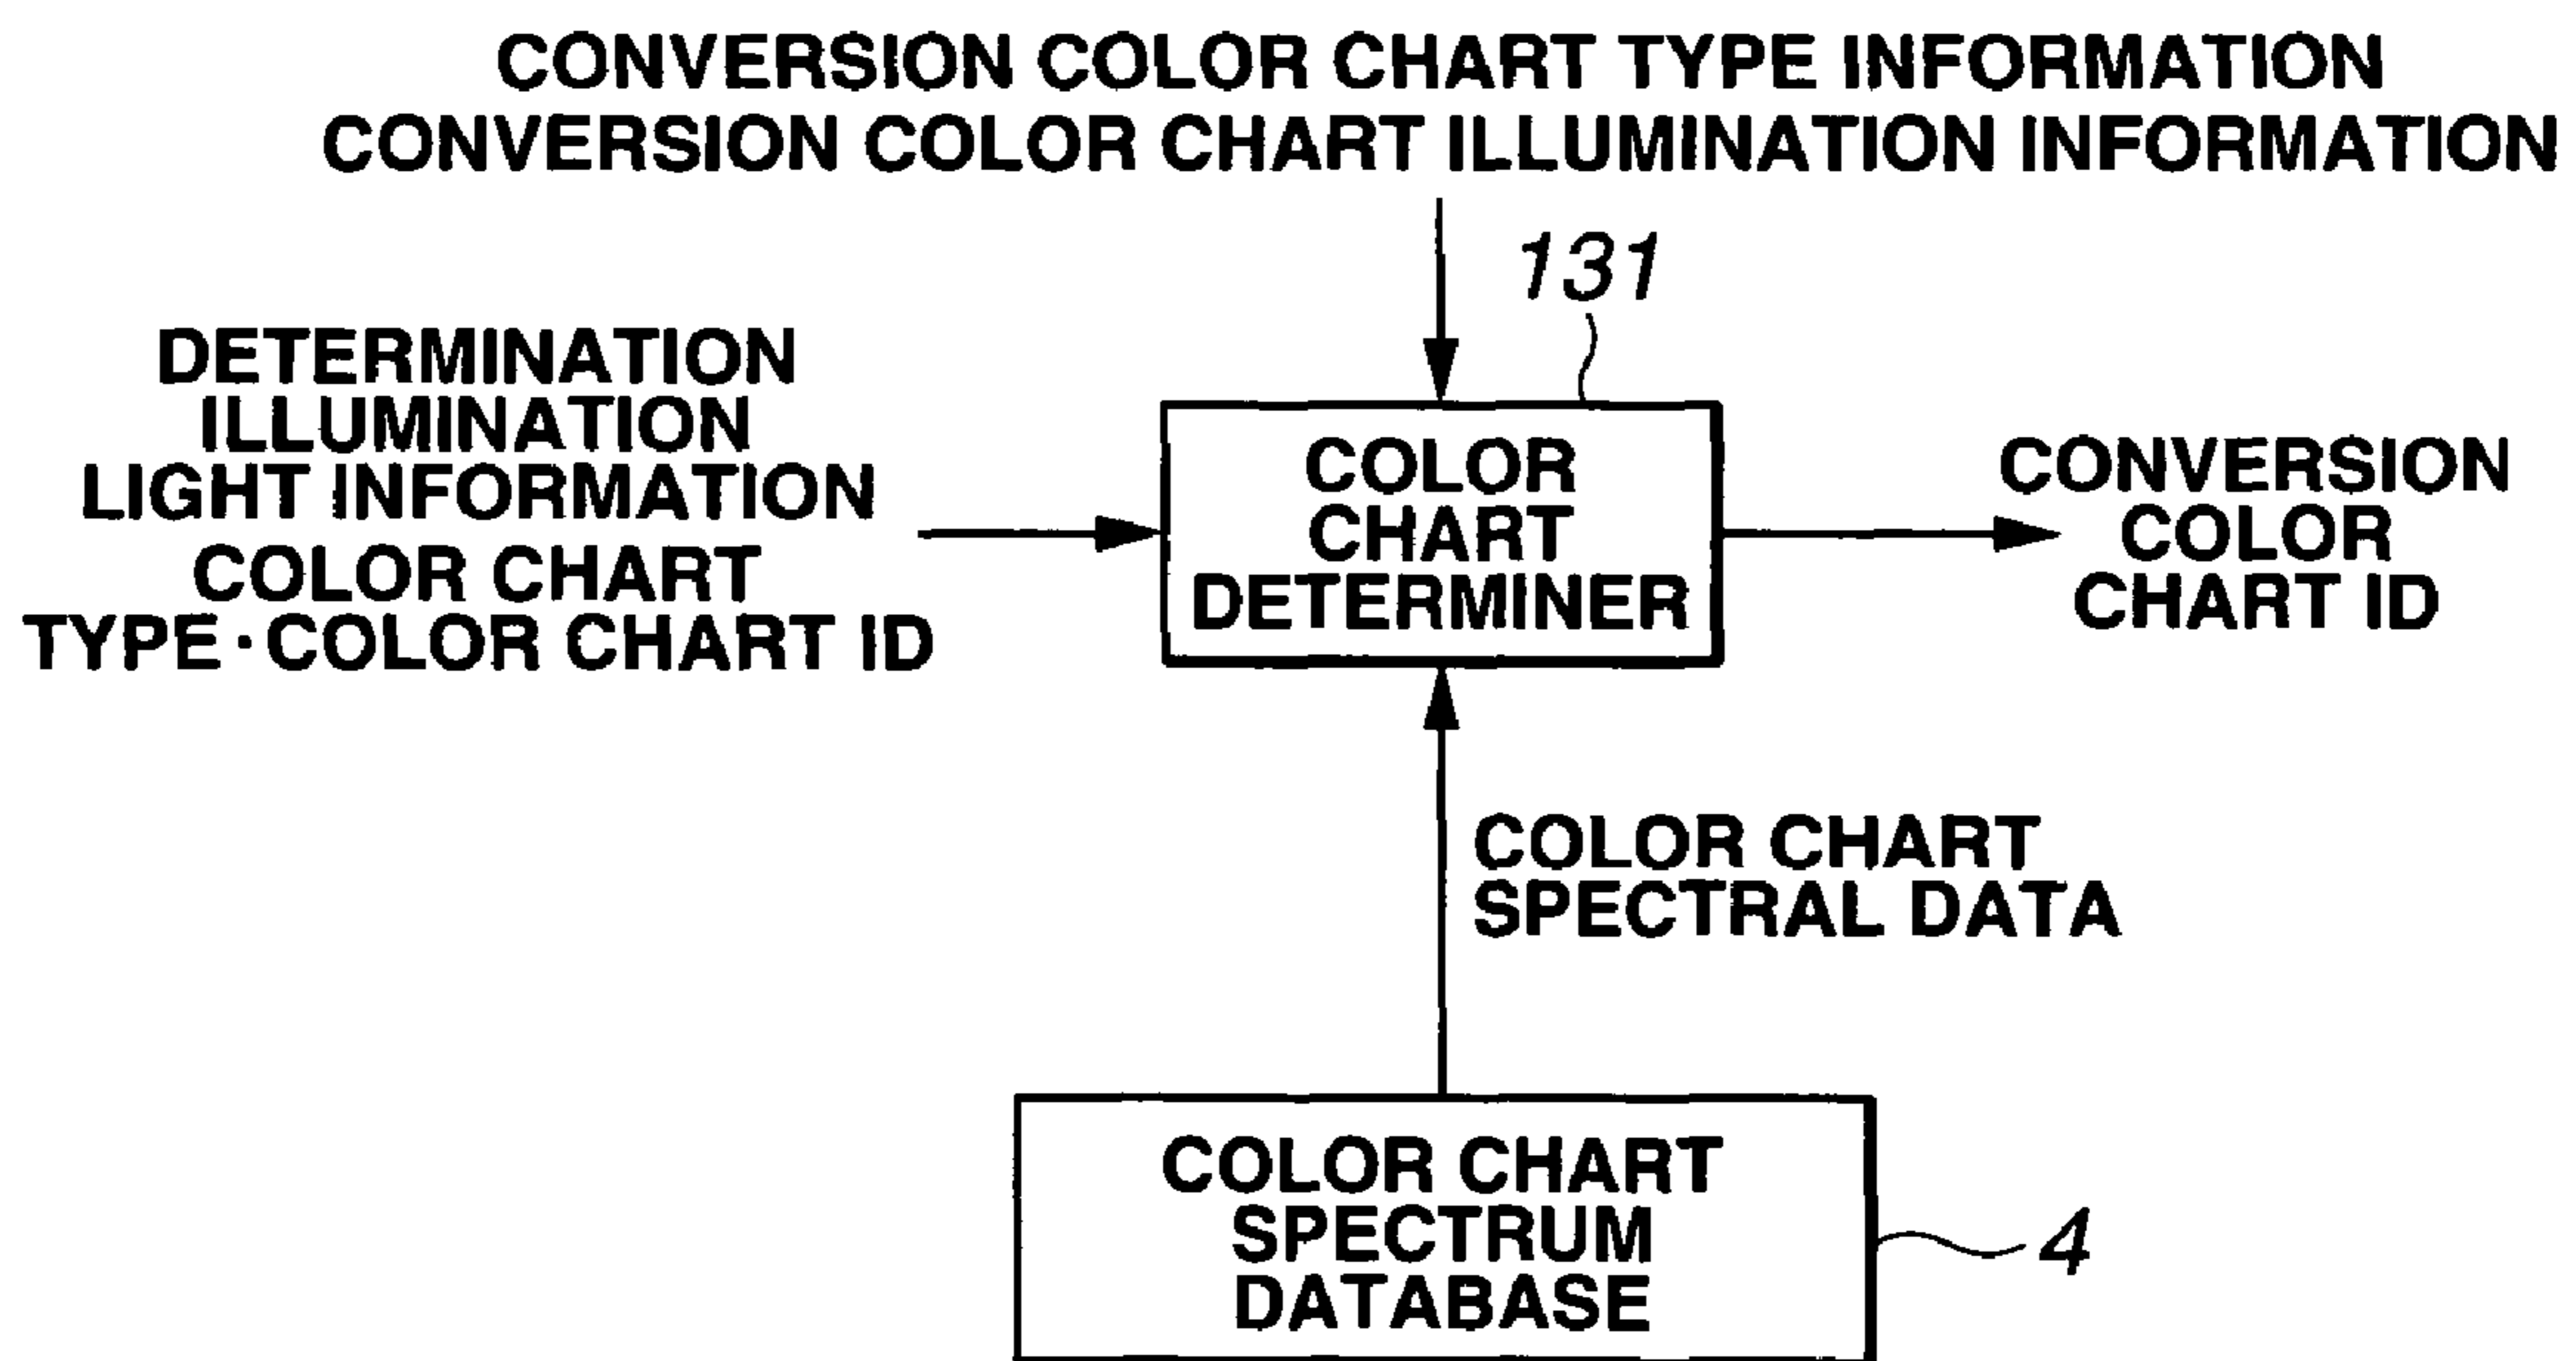 CONVERSION COLOR CHART TYPE INFORMATION
CONVERSION COLOR CHART ILLUMINATION INFORMATION
131
DETERMINATION
ILLUMINATION
LIGHT INFORMATION
COLOR CHART
TYPE·COLOR CHART ID
COLOR
CHART
DETERMINER
CONVERSION
COLOR
CHART ID
COLOR CHART
SPECTRAL DATA
COLOR CHART
SPECTRUM
DATABASE
4